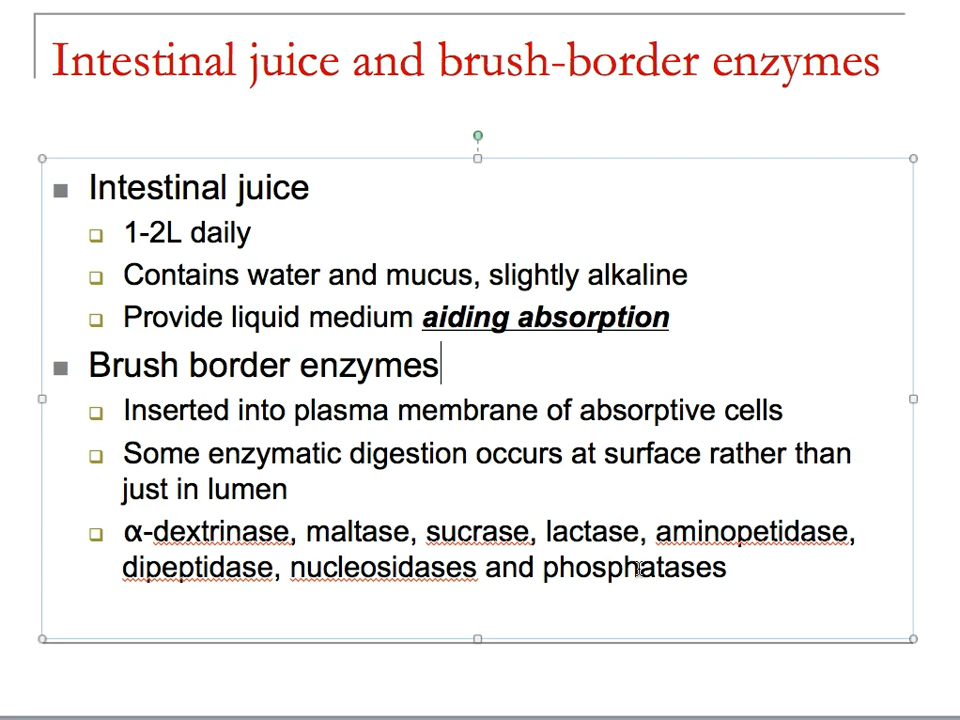 Intestinal juice and brush-border enzymes
Intestinal juice
1-2L daily
Contains water and mucus, slightly alkaline
Provide liquid medium aiding absorption
Brush border enzymes
Inserted into plasma membrane of absorptive cells
Some enzymatic digestion occurs at surface rather than
just in lumen
α-dextrinase, maltase, sucrase, lactase, aminopetidase,
dipeptidase, nucleosidases and phosphatases